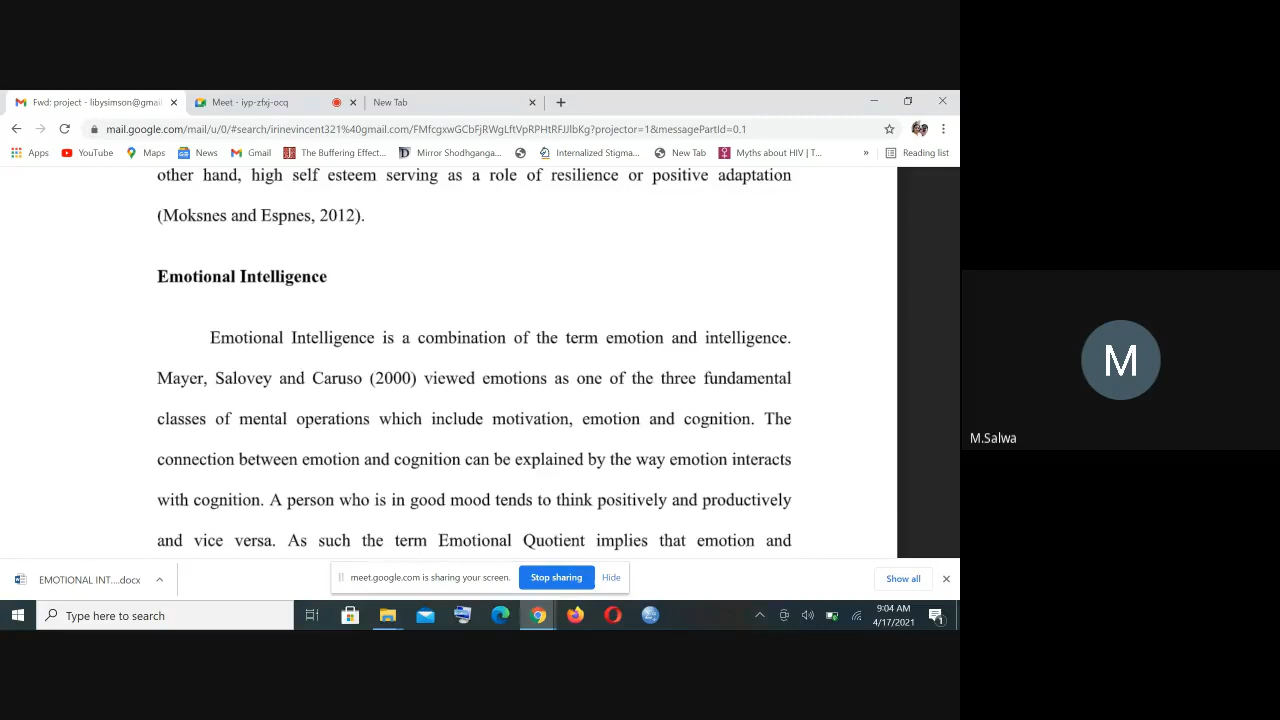 Fwd: project - libysimson@gmai
Meet - iyp-zfxj-ocq
New Tab
mail.google.com/mail/u/0/#search/irinevincent321%40gmail.com/FMfcgxwGCbFjRWgLftVpRPHtRFJJlbKg?projector=1&messagePartId=0.1
Apps YouTube Maps News Gmail The Buffering Effect... Mirror Shodhganga... Internalized Stigma... New Tab Myths about HIV | T... » Reading list
other hand, high self esteem serving as a role of resilience or positive adaptation
(Moksnes and Espnes, 2012).
Emotional Intelligence
Emotional Intelligence is a combination of the term emotion and intelligence.
Mayer, Salovey and Caruso (2000) viewed emotions as one of the three fundamental
classes of mental operations which include motivation, emotion and cognition. The
connection between emotion and cognition can be explained by the way emotion interacts
with cognition. A person who is in good mood tends to think positively and productively
and vice versa. As such the term Emotional Quotient implies that emotion and
M
M.Salwa
EMOTIONAL INT....docx
meet.google.com is sharing your screen. Stop sharing Hide
Show all
Type here to search
9:04 AM
4/17/2021
1